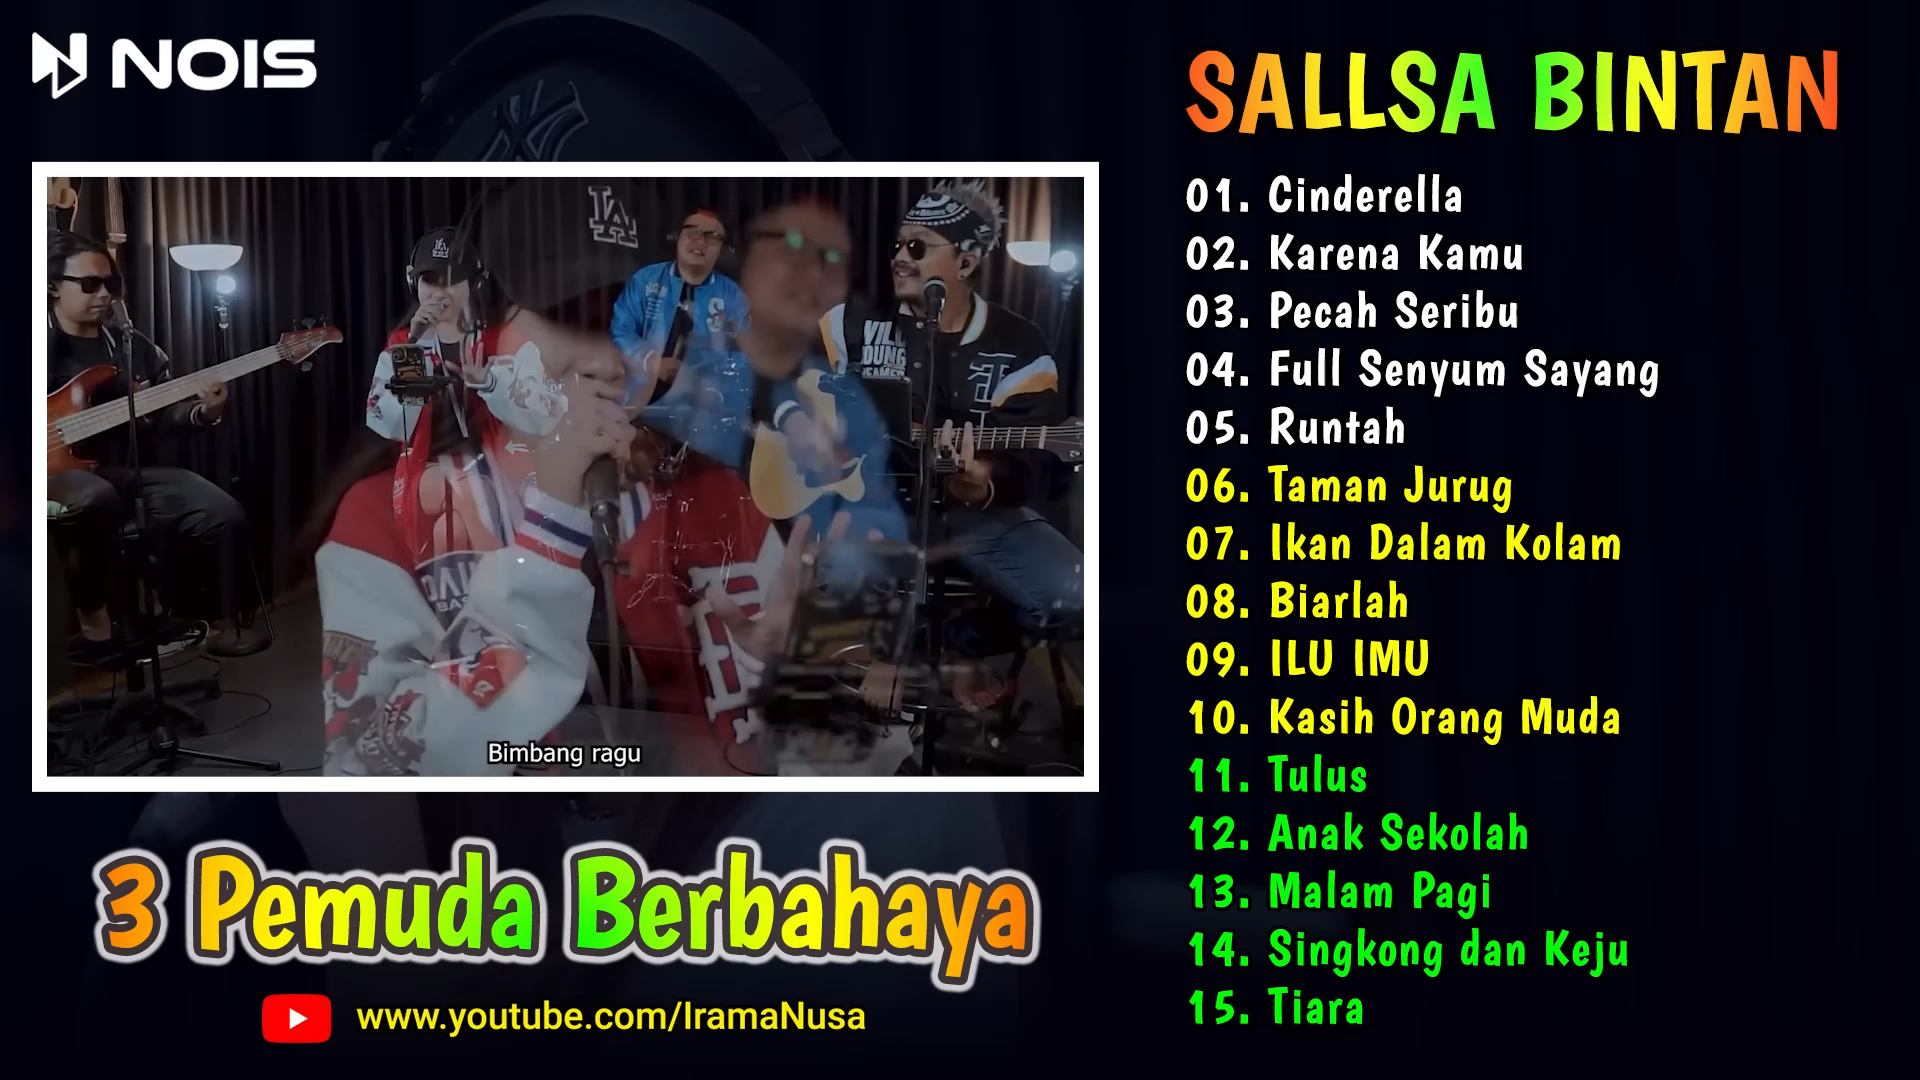 NOIS
SALLSA BINTAN
01. Cinderella
02. Karena Kamu
03. Pecah Seribu
04. Full Senyum Sayang
05. Runtah
06. Taman Jurug
07. Ikan Dalam Kolam
08. Biarlah
09. ILU IMU
10. Kasih Orang Muda
11. Tulus
12. Anak Sekolah
13. Malam Pagi
14. Singkong dan Keju
15. Tiara
LA
Bimbang ragu
3 Pemuda Berbahaya
www.youtube.com/IramaNusa